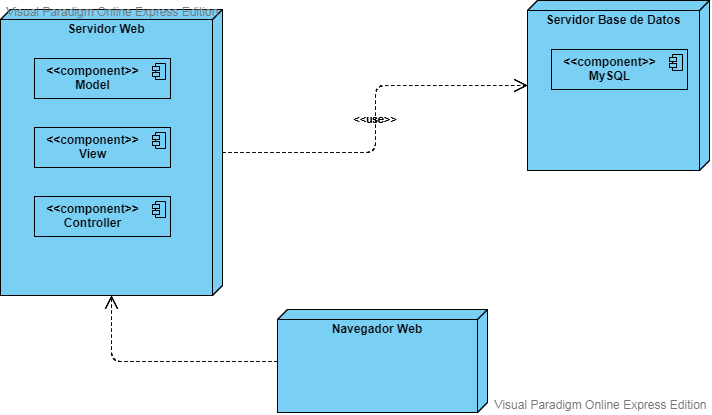 Visual Paradigm Online Express Edition
Servidor Web
<<component>>
Model
<<component>>
View
<<component>>
Controller
<<use>>
Servidor Base de Datos
<<component>>
MySQL
Navegador Web
Visual Paradigm Online Express Edition